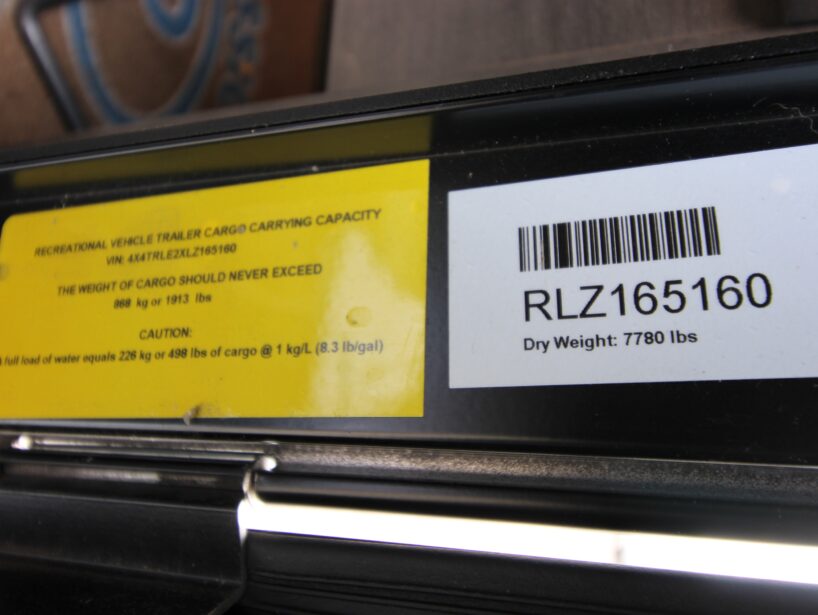 RECREATIONAL VEHICLE TRAILER CARGO CARRYING CAPACITY
VIN: 4X4TRLE2XLZ165160
THE WEIGHT OF CARGO SHOULD NEVER EXCEED
868 kg or 1913 lbs
CAUTION:
full load of water equals 226 kg or 498 lbs of cargo @ 1 kg/L (8.3 lb/gal)
RLZ165160
Dry Weight: 7780 lbs